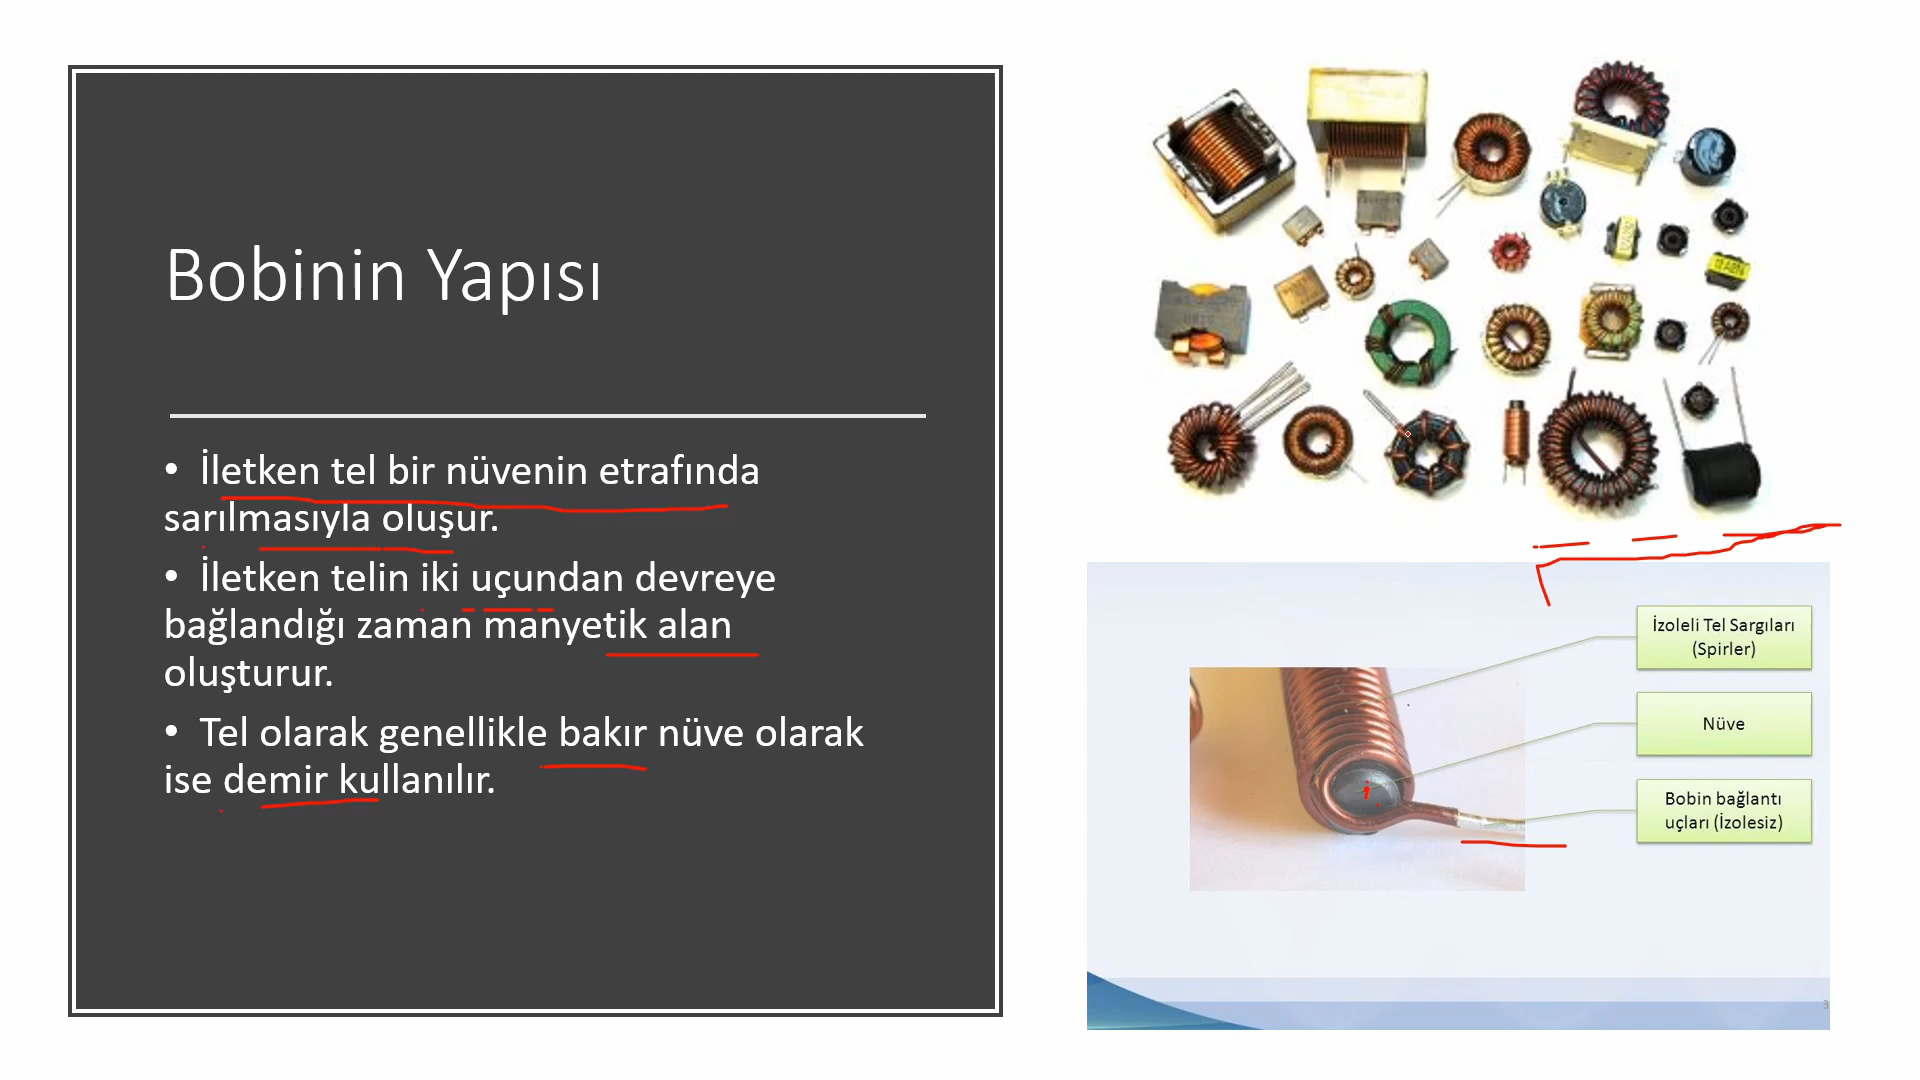 Bobinin Yapısı
• İletken tel bir nüvenin etrafında
sarılmasıyla oluşur.
• İletken telin iki uçundan devreye
bağlandığı zaman manyetik alan
oluşturur.
• Tel olarak genellikle bakır nüve olarak
ise demir kullanılır.
İzoleli Tel Sargıları
(Spirler)
Nüve
Bobin bağlantı
uçları (İzolesiz)
3